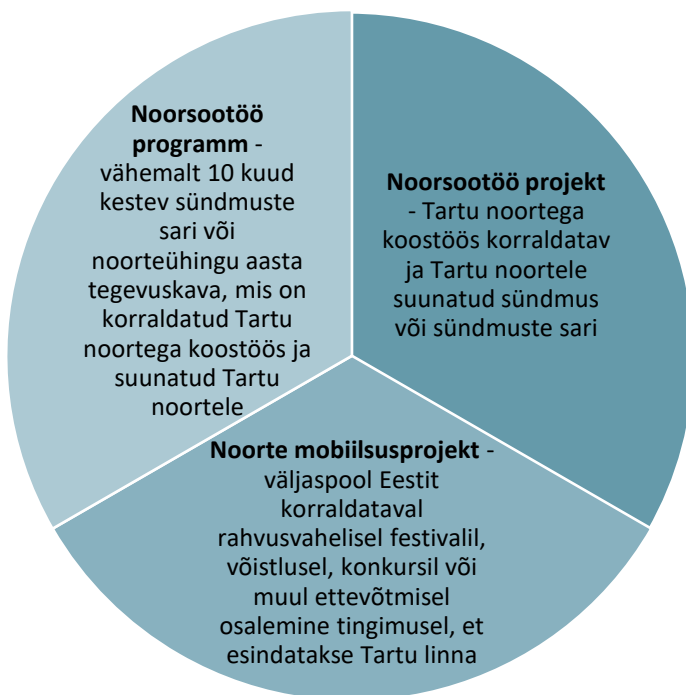 Noorsootöö
programm -
vähemalt 10 kuud
kestev sündmuste
sari või
noorteühingu aasta
tegevuskava, mis on
korraldatud Tartu
noortega koostöös ja
suunatud Tartu
noortele
Noorsootöö projekt
- Tartu noortega
koostöös korraldatav
ja Tartu noortele
suunatud sündmus
või sündmuste sari
Noorte mobiilsusprojekt -
väljaspool Eestit
korraldataval
rahvusvahelisel festivalil,
võistlusel, konkursil või
muul ettevõtmisel
osalemine tingimusel, et
esindatakse Tartu linna